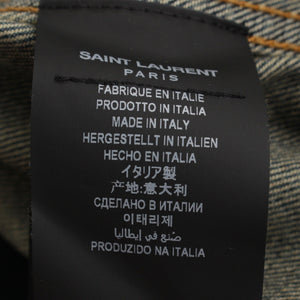 SAINT LAURENT
PARIS
FABRIQUE EN ITALIE
PRODOTTO IN ITALIA
MADE IN ITALY
HERGESTELLT IN ITALIEN
HECHO EN ITALIA
イタリア製
产地:意大利
СДЕЛАНО В ИТАЛИИ
이태리제
صنع في إيطاليا
PRODUZIDO NA ITALIA